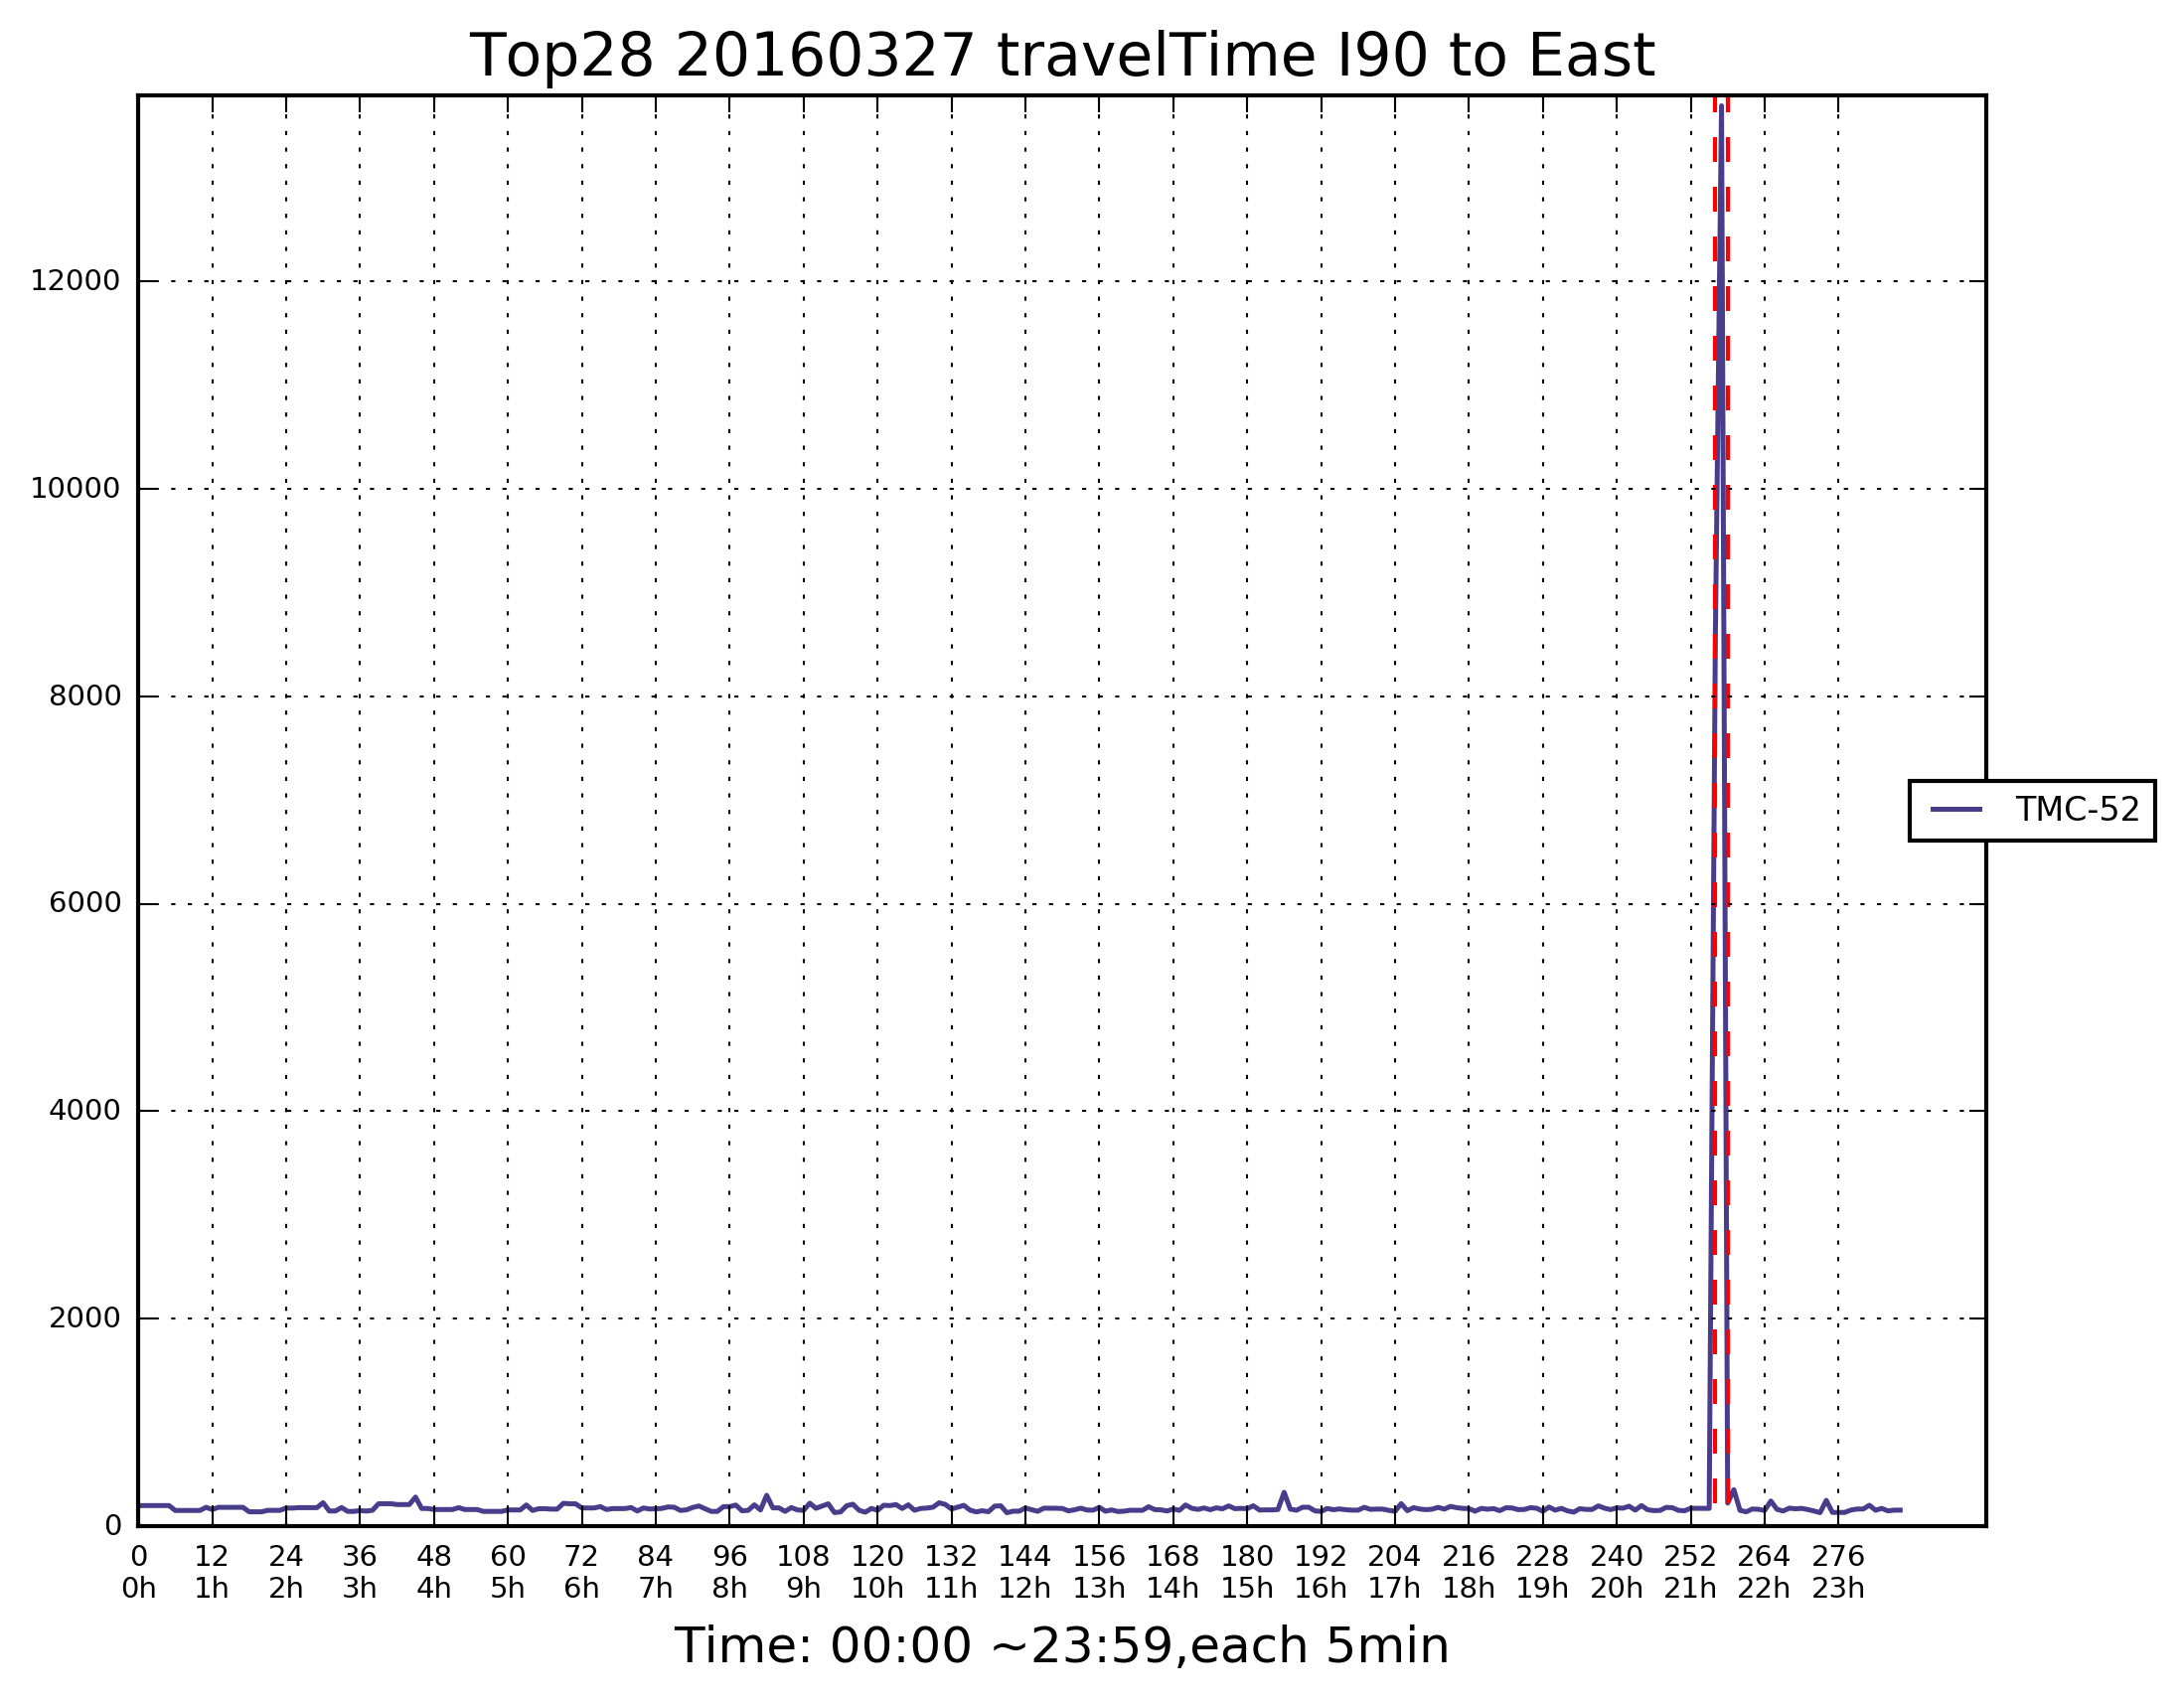 Top28 20160327 travelTime I90 to East
12000
10000
8000
6000
4000
2000
0
TMC-52
0 12 24 36 48 60 72 84 96 108 120 132 144 156 168 180 192 204 216 228 240 252 264 276
0h 1h 2h 3h 4h 5h 6h 7h 8h 9h 10h 11h 12h 13h 14h 15h 16h 17h 18h 19h 20h 21h 22h 23h
Time: 00:00 ~23:59,each 5min